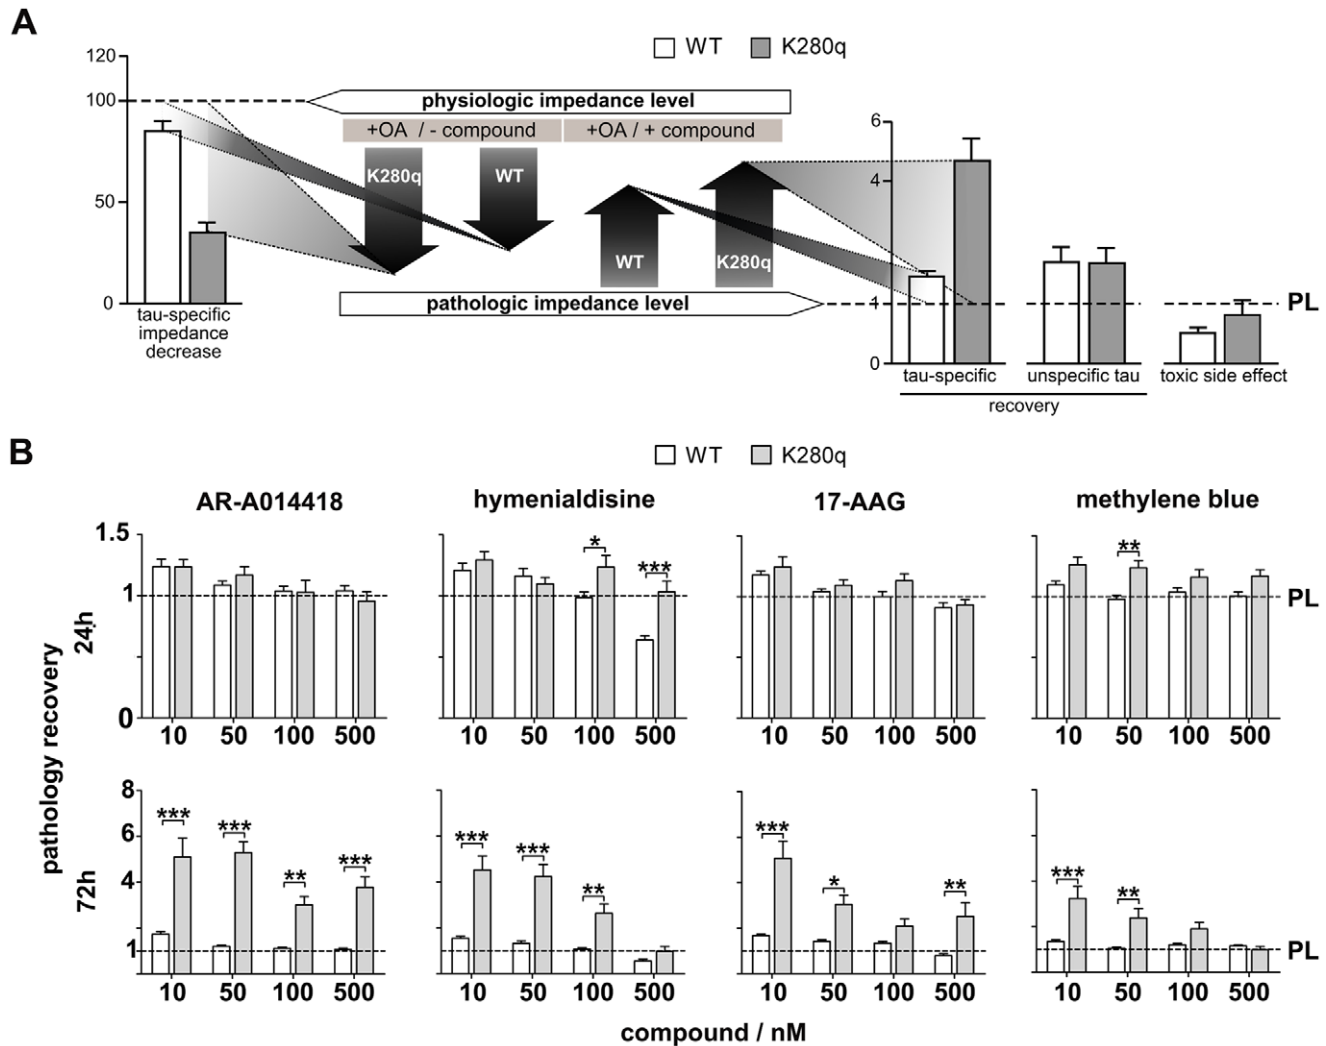 A
WT K280q
120
100
50
0
tau-specific
impedance
decrease
physiologic impedance level
+OA / - compound +OA / + compound
K280q WT WT K280q
pathologic impedance level
6
4
1
0
PL
tau-specific unspecific tau toxic side effect
recovery
B
WT K280q
AR-A014418 hymenialdisine 17-AAG methylene blue
pathology recovery
24h
1.5
1
0
* *** **
PL
10 50 100 500 10 50 100 500 10 50 100 500 10 50 100 500
72h
8
6
4
1
*** *** ** *** *** *** ** *** * ** *** **
PL
10 50 100 500 10 50 100 500 10 50 100 500 10 50 100 500
compound / nM